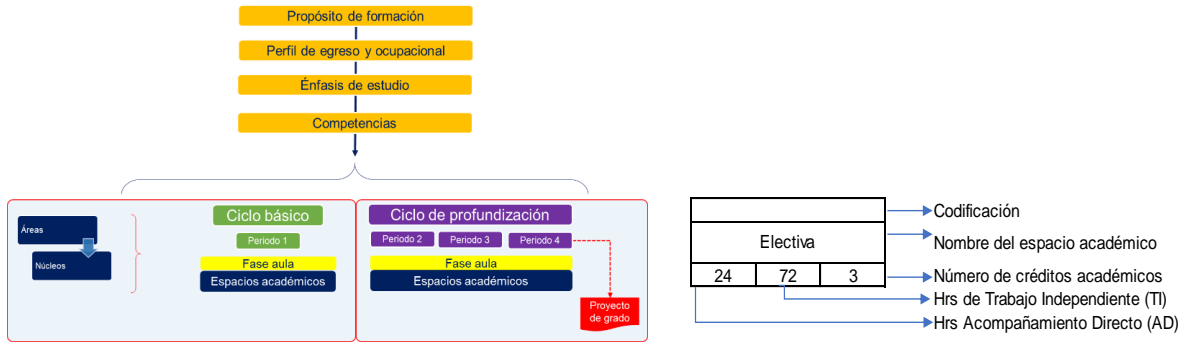 Propósito de formación
Perfil de egreso y ocupacional
Énfasis de estudio
Competencias
Áreas
Núcleos
Ciclo básico
Periodo 1
Fase aula
Espacios académicos
Ciclo de profundización
Periodo 2
Periodo 3
Periodo 4
Fase aula
Espacios académicos
Proyecto
de grado
Electiva
24
72
3
Codificación
Nombre del espacio académico
Número de créditos académicos
Hrs de Trabajo Independiente (TI)
Hrs Acompañamiento Directo (AD)